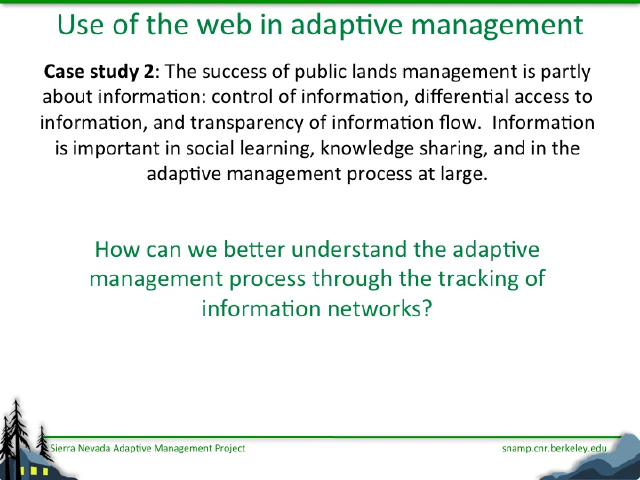 Use of the web in adaptive management
Case study 2: The success of public lands management is partly
about information: control of information, differential access to
information, and transparency of information flow.  Information
is important in social learning, knowledge sharing, and in the
adaptive management process at large.
How can we better understand the adaptive
management process through the tracking of
information networks?
Sierra Nevada Adaptive Management Project
snamp.cnr.berkeley.edu